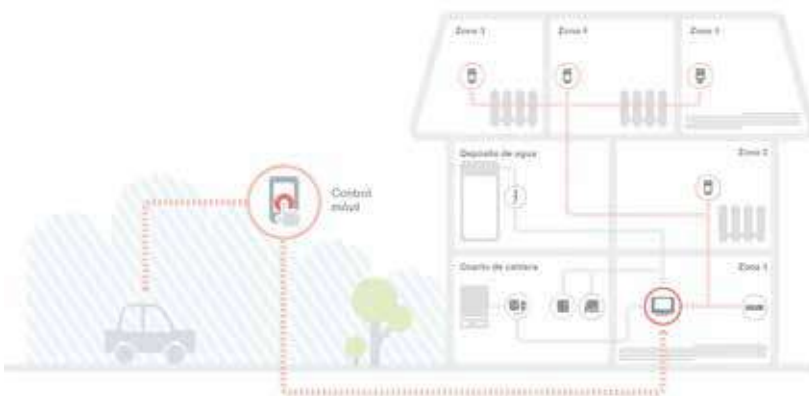 Zona 3
Zona 4
Zona 5
Depósito de agua
Zona 2
Control
móvil
Cuarto de caldera
Zona 1